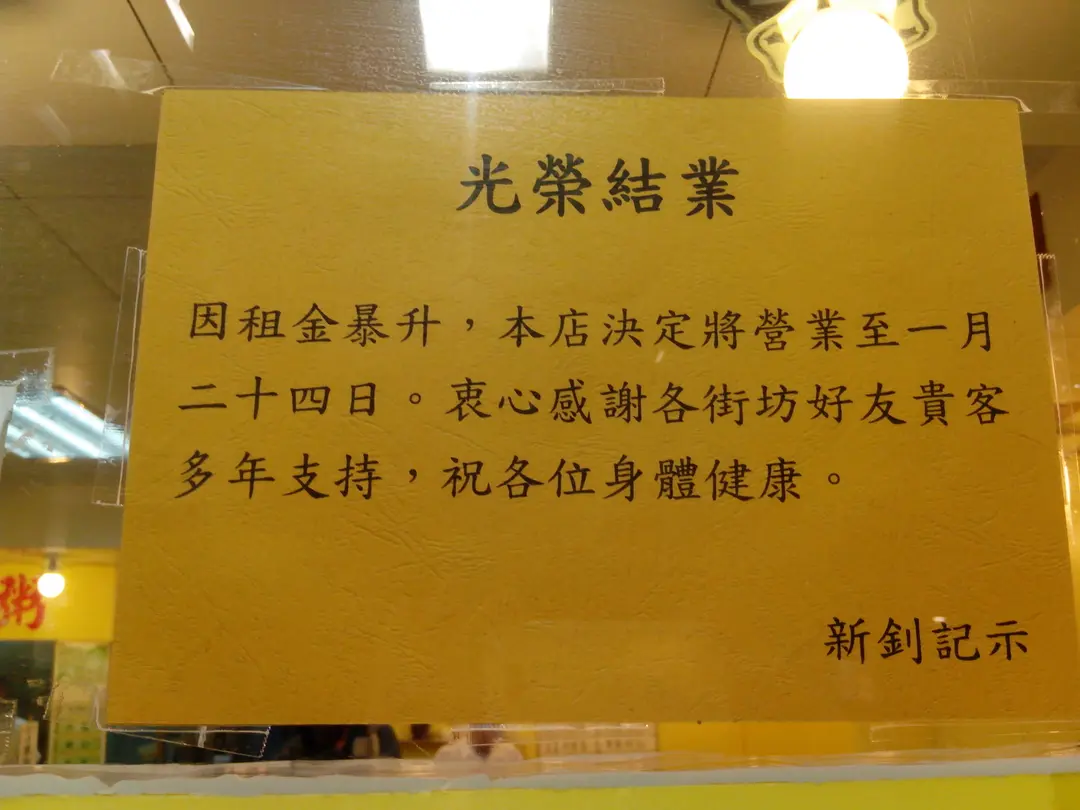 光榮結業
因租金暴升，本店決定將營業至一月
二十四日。衷心感謝各街坊好友貴客
多年支持，祝各位身體健康。
新釗記示
粥